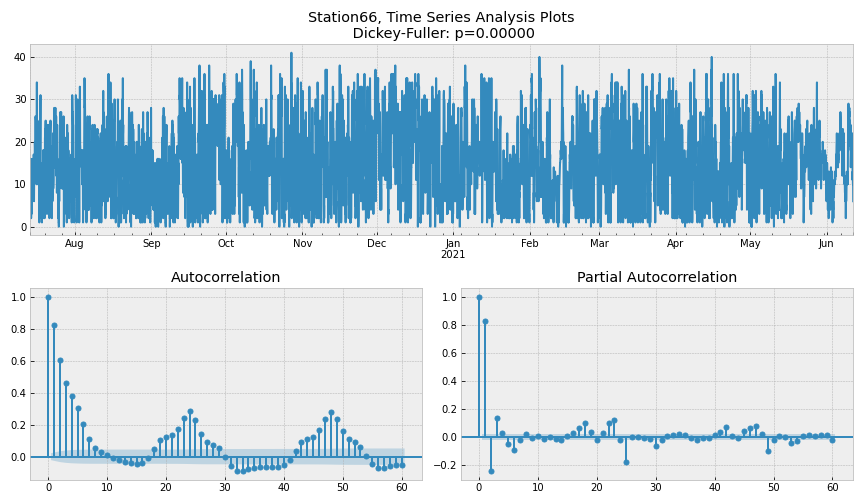 Station66, Time Series Analysis Plots
Dickey-Fuller: p=0.00000
40
30
20
10
0
Aug Sep Oct Nov Dec Jan Feb Mar Apr May Jun
2021
Autocorrelation
1.0
0.8
0.6
0.4
0.2
0.0
0 10 20 30 40 50 60
Partial Autocorrelation
1.0
0.8
0.6
0.4
0.2
0.0
−0.2
0 10 20 30 40 50 60